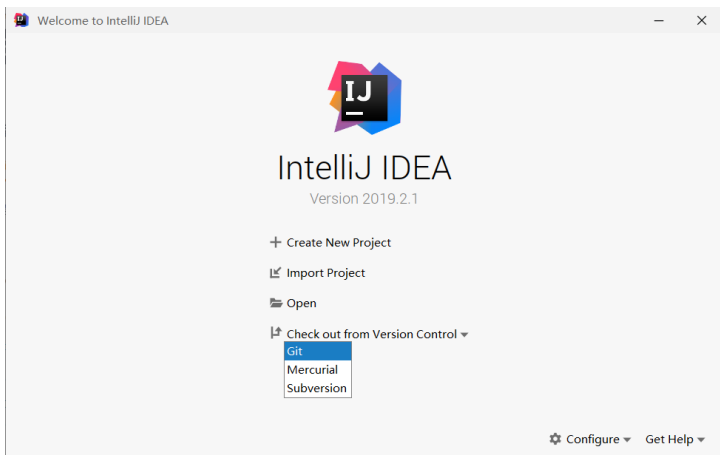 Welcome to IntelliJ IDEA
IJ
IntelliJ IDEA
Version 2019.2.1
Create New Project
Import Project
Open
Check out from Version Control
Git
Mercurial
Subversion
Configure
Get Help